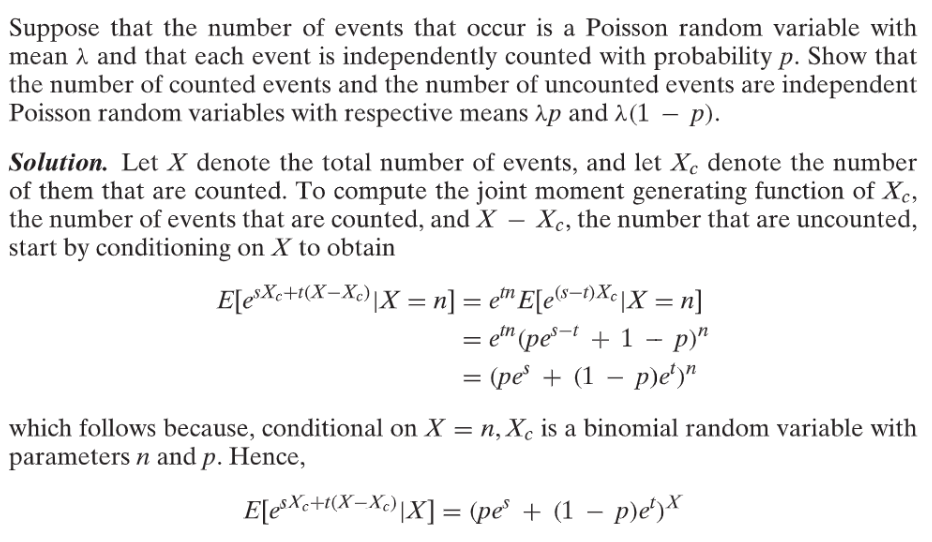 Suppose that the number of events that occur is a Poisson random variable with
mean λ and that each event is independently counted with probability p. Show that
the number of counted events and the number of uncounted events are independent
Poisson random variables with respective means λp and λ(1 − p).
Solution. Let X denote the total number of events, and let X_c denote the number
of them that are counted. To compute the joint moment generating function of X_c,
the number of events that are counted, and X − X_c, the number that are uncounted,
start by conditioning on X to obtain
E[e^{sX_c+t(X−X_c)}|X = n] = e^{tn}E[e^{(s−t)X_c}|X = n]
= e^{tn}(pe^{s−t} + 1 − p)^n
= (pe^s + (1 − p)e^t)^n
which follows because, conditional on X = n, X_c is a binomial random variable with
parameters n and p. Hence,
E[e^{sX_c+t(X−X_c)}|X] = (pe^s + (1 − p)e^t)^X